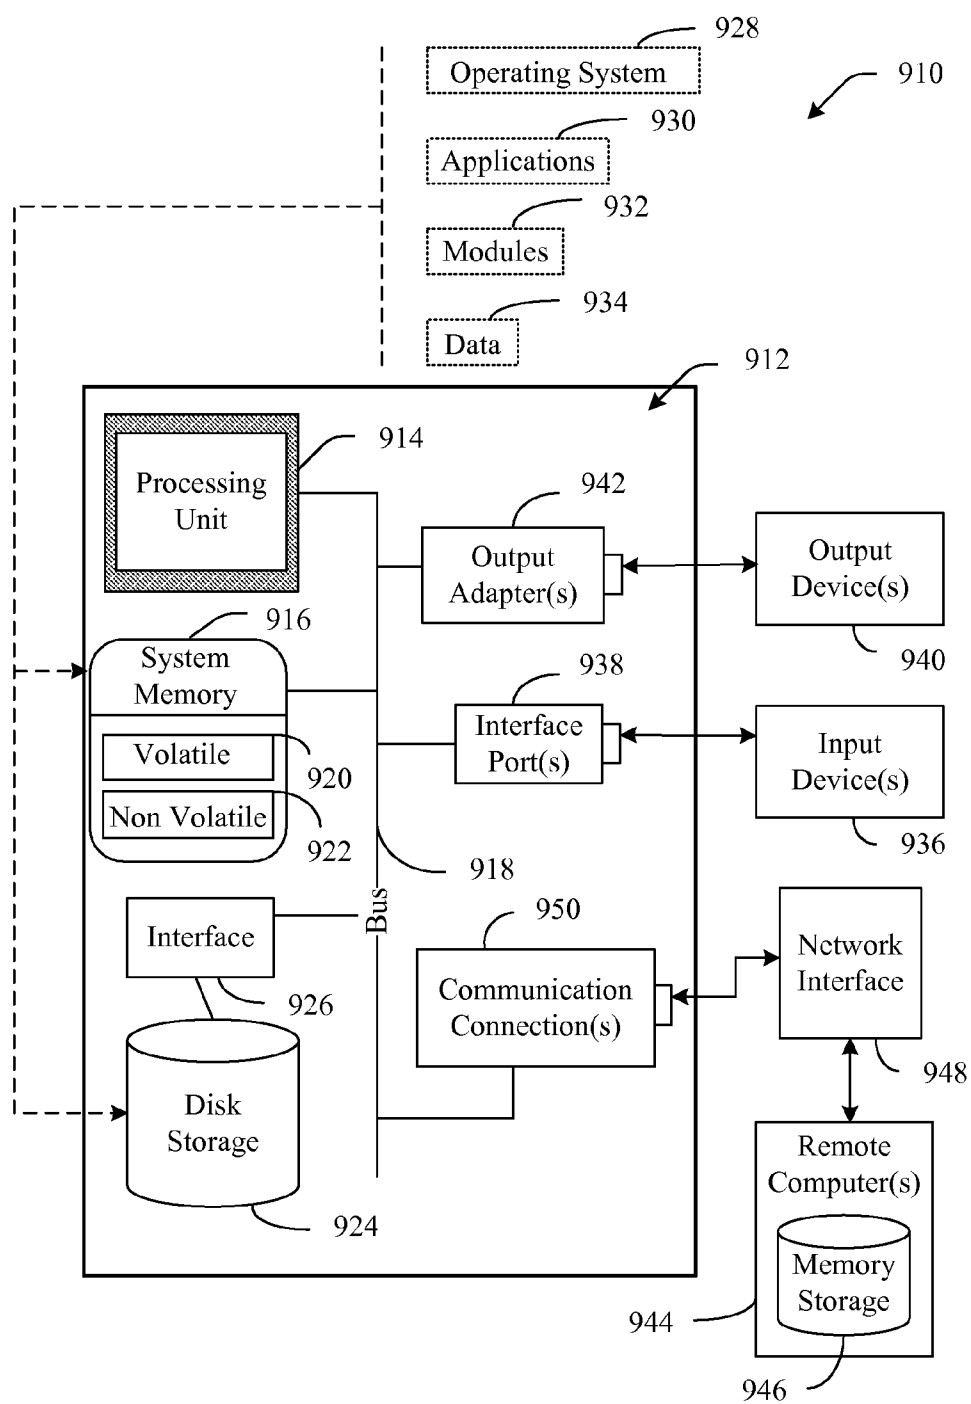 928
Operating System
910
930
Applications
932
Modules
934
Data
912
914
Processing
Unit
942
Output
Adapter(s)
Output
Device(s)
940
916
System
Memory
938
Interface
Port(s)
Input
Device(s)
936
Volatile
920
Non Volatile
922
918
Bus
950
Interface
926
Communication
Connection(s)
Network
Interface
948
Disk
Storage
924
Remote
Computer(s)
Memory
Storage
944
946